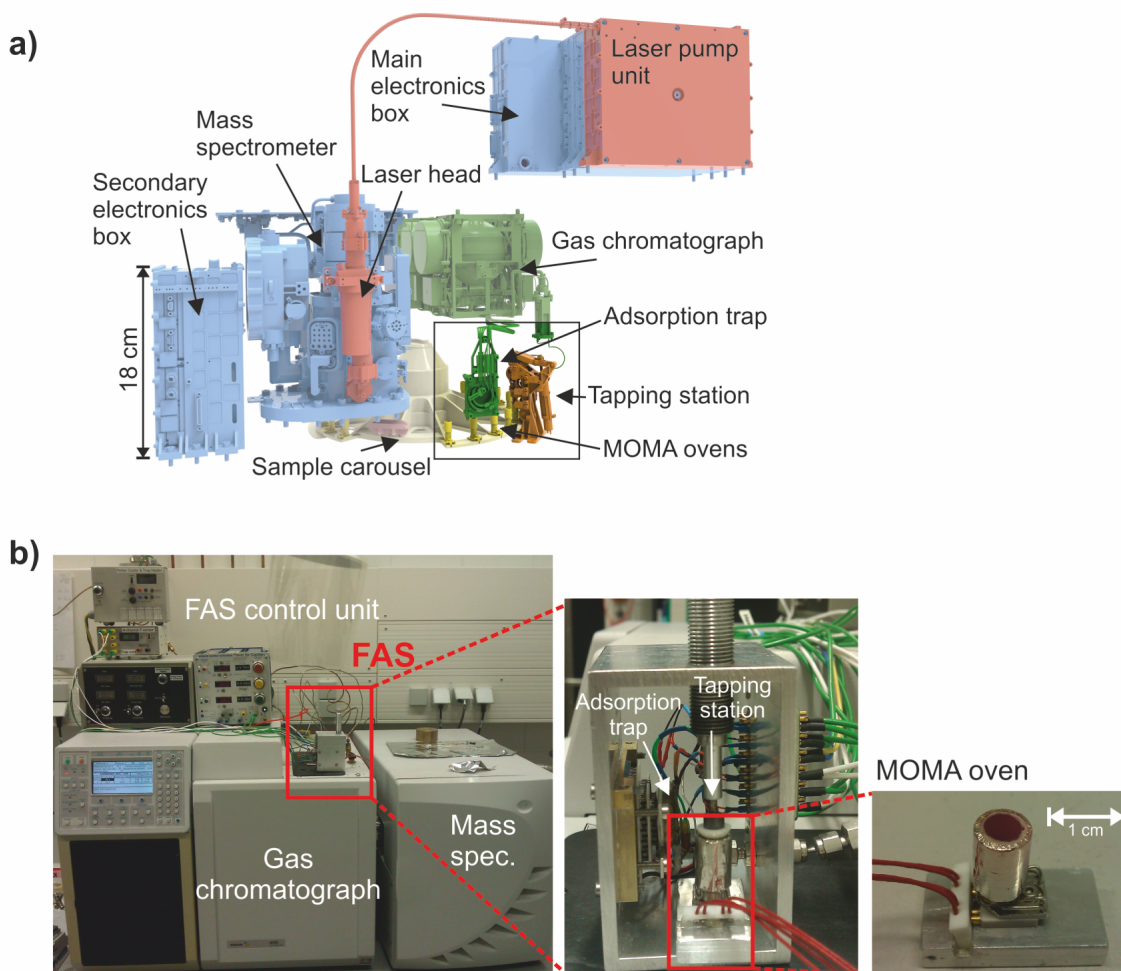 a)
Laser pump
unit
Main
electronics
box
Mass
spectrometer
Laser head
Secondary
electronics
box
Gas chromatograph
Adsorption trap
18 cm
Tapping station
MOMA ovens
Sample carousel
b)
FAS control unit
FAS
Tapping
station
Adsorption
trap
MOMA oven
1 cm
Mass
spec.
Gas
chromatograph